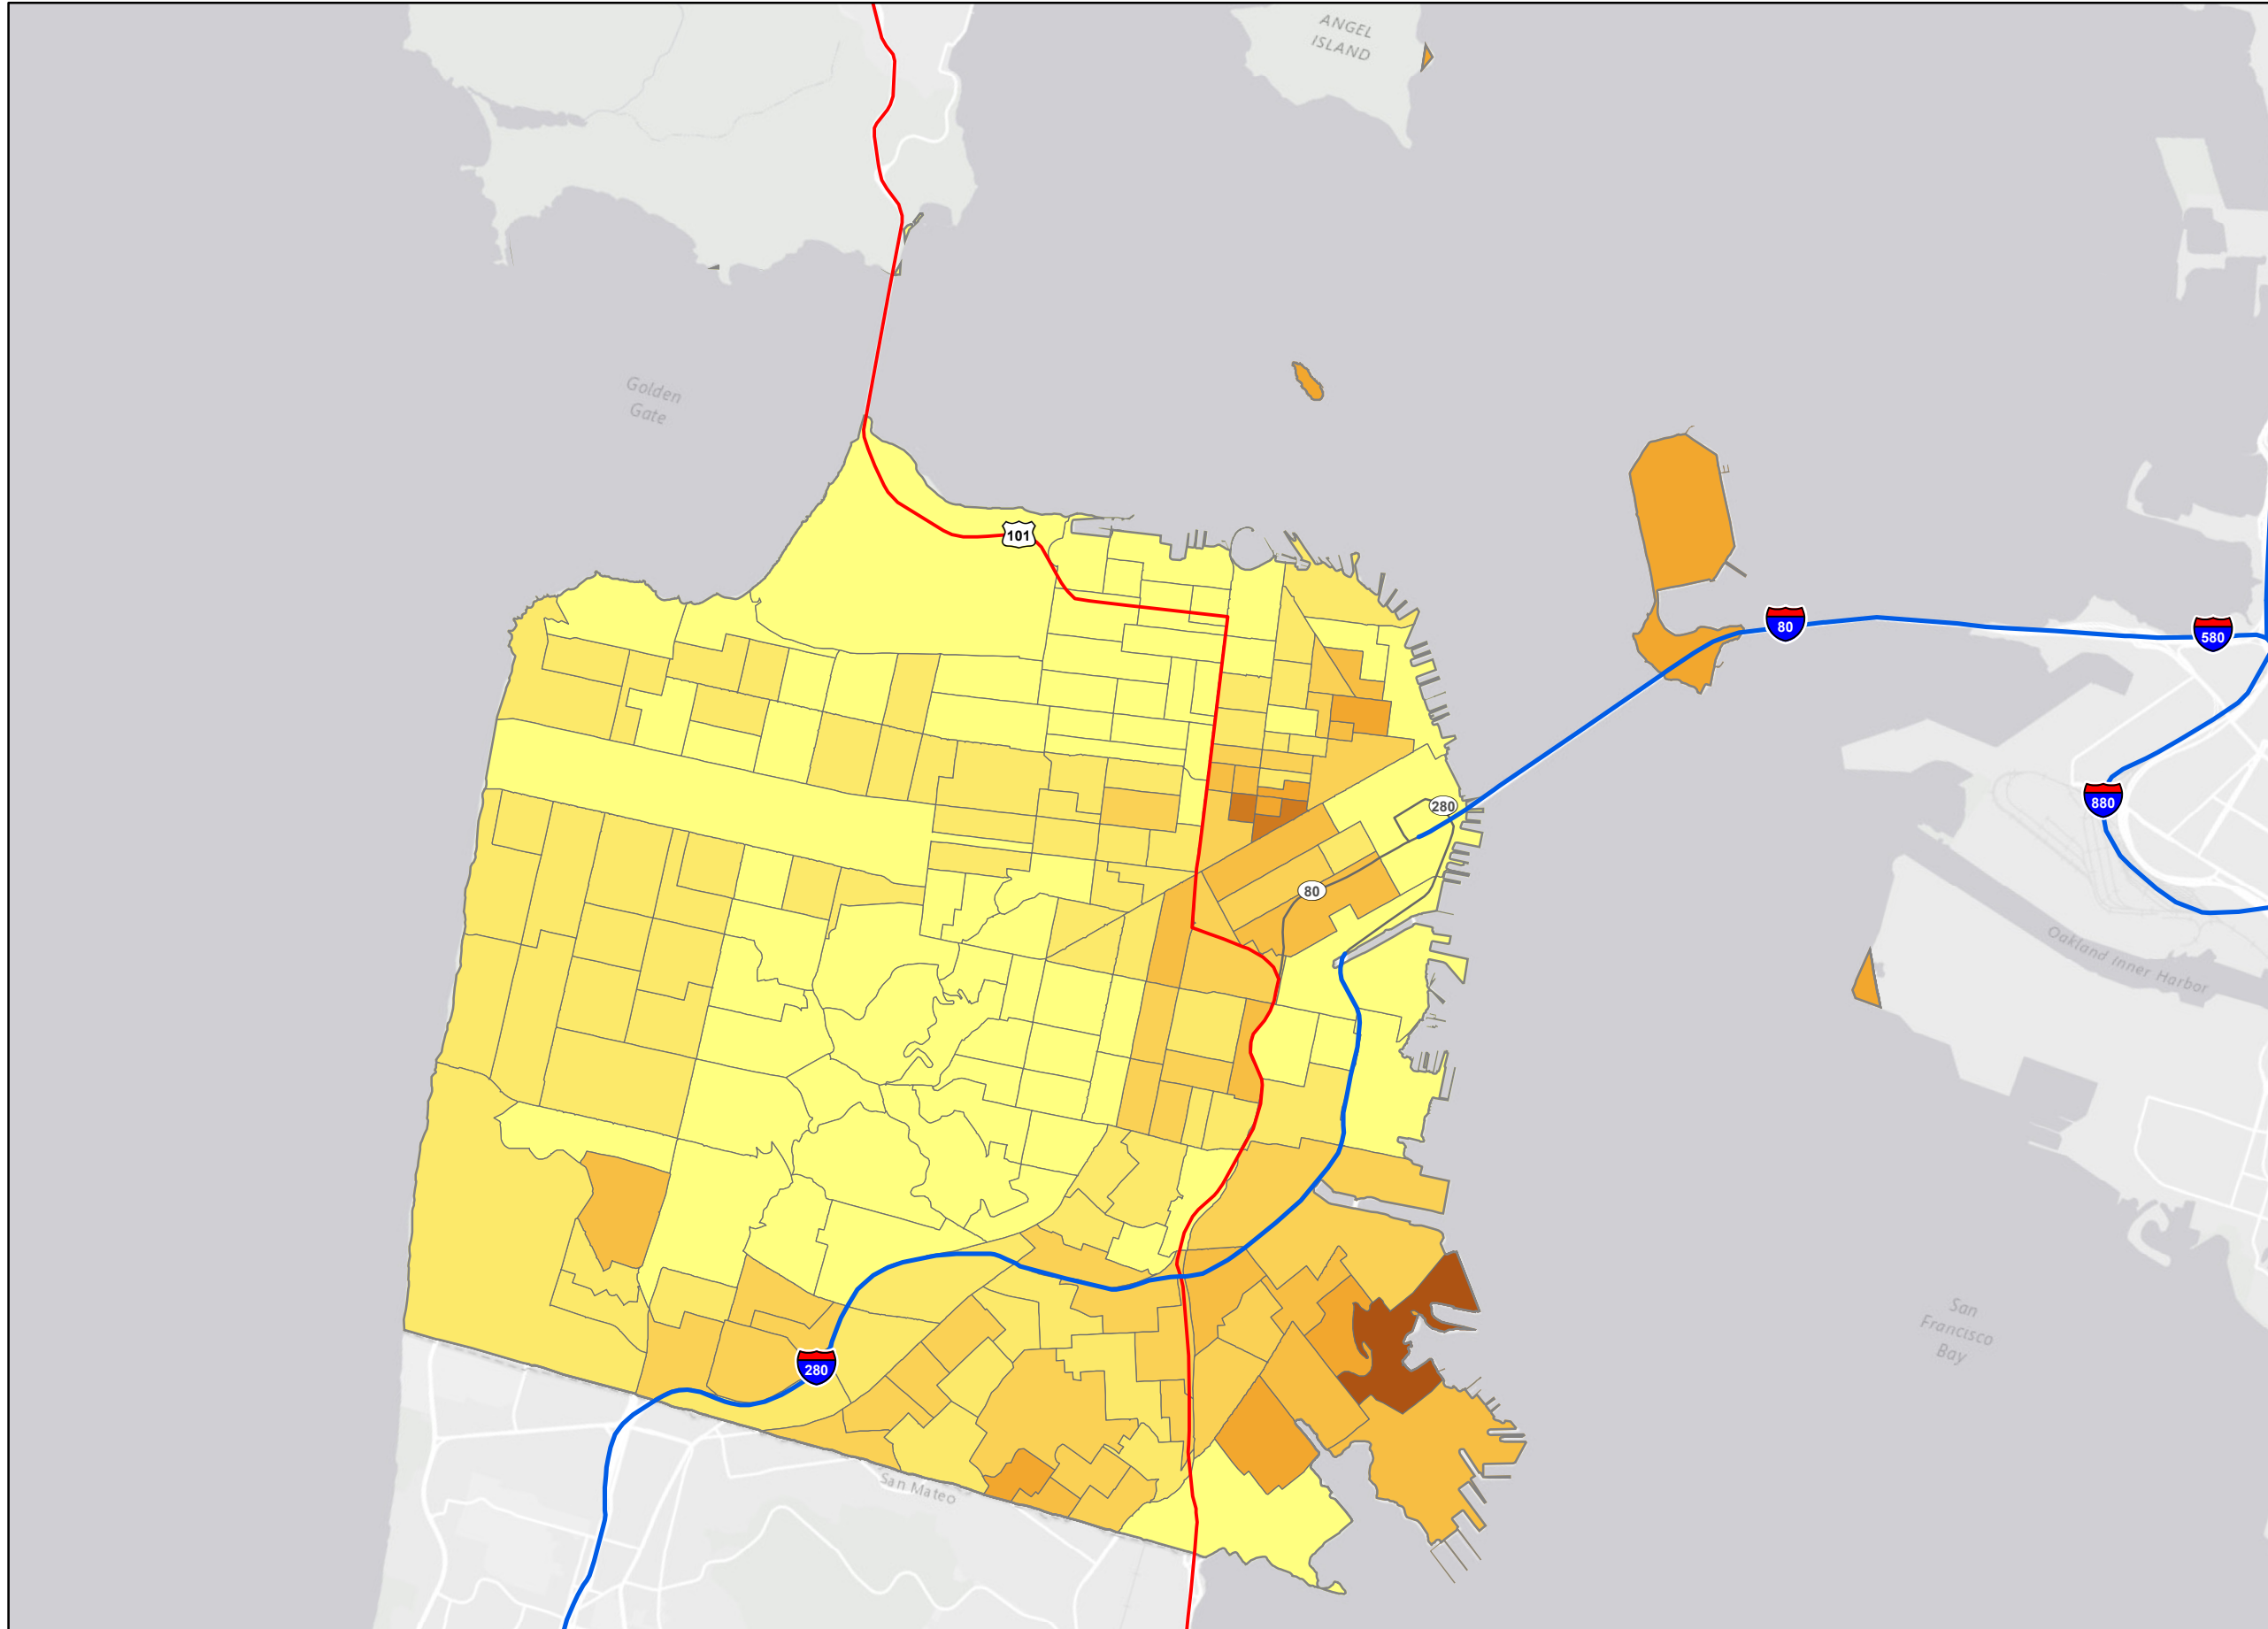 ANGEL
ISLAND
Golden
Gate
101
80
580
280
880
80
Oakland Inner Harbor
San
Francisco
Bay
280
San Mateo